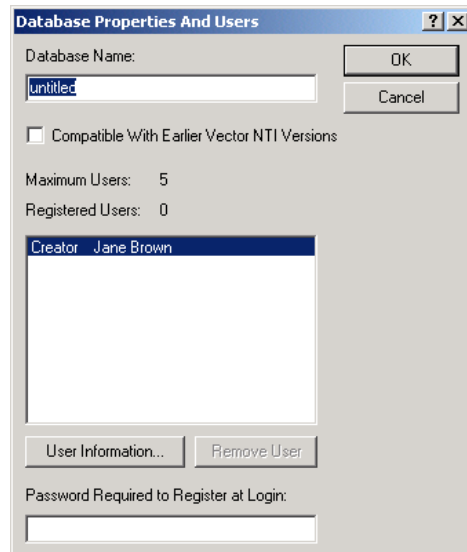 Database Properties And Users
Database Name:
OK
untitled
Cancel
Compatible With Earlier Vector NTI Versions
Maximum Users: 5
Registered Users: 0
Creator Jane Brown
User Information... Remove User
Password Required to Register at Login: